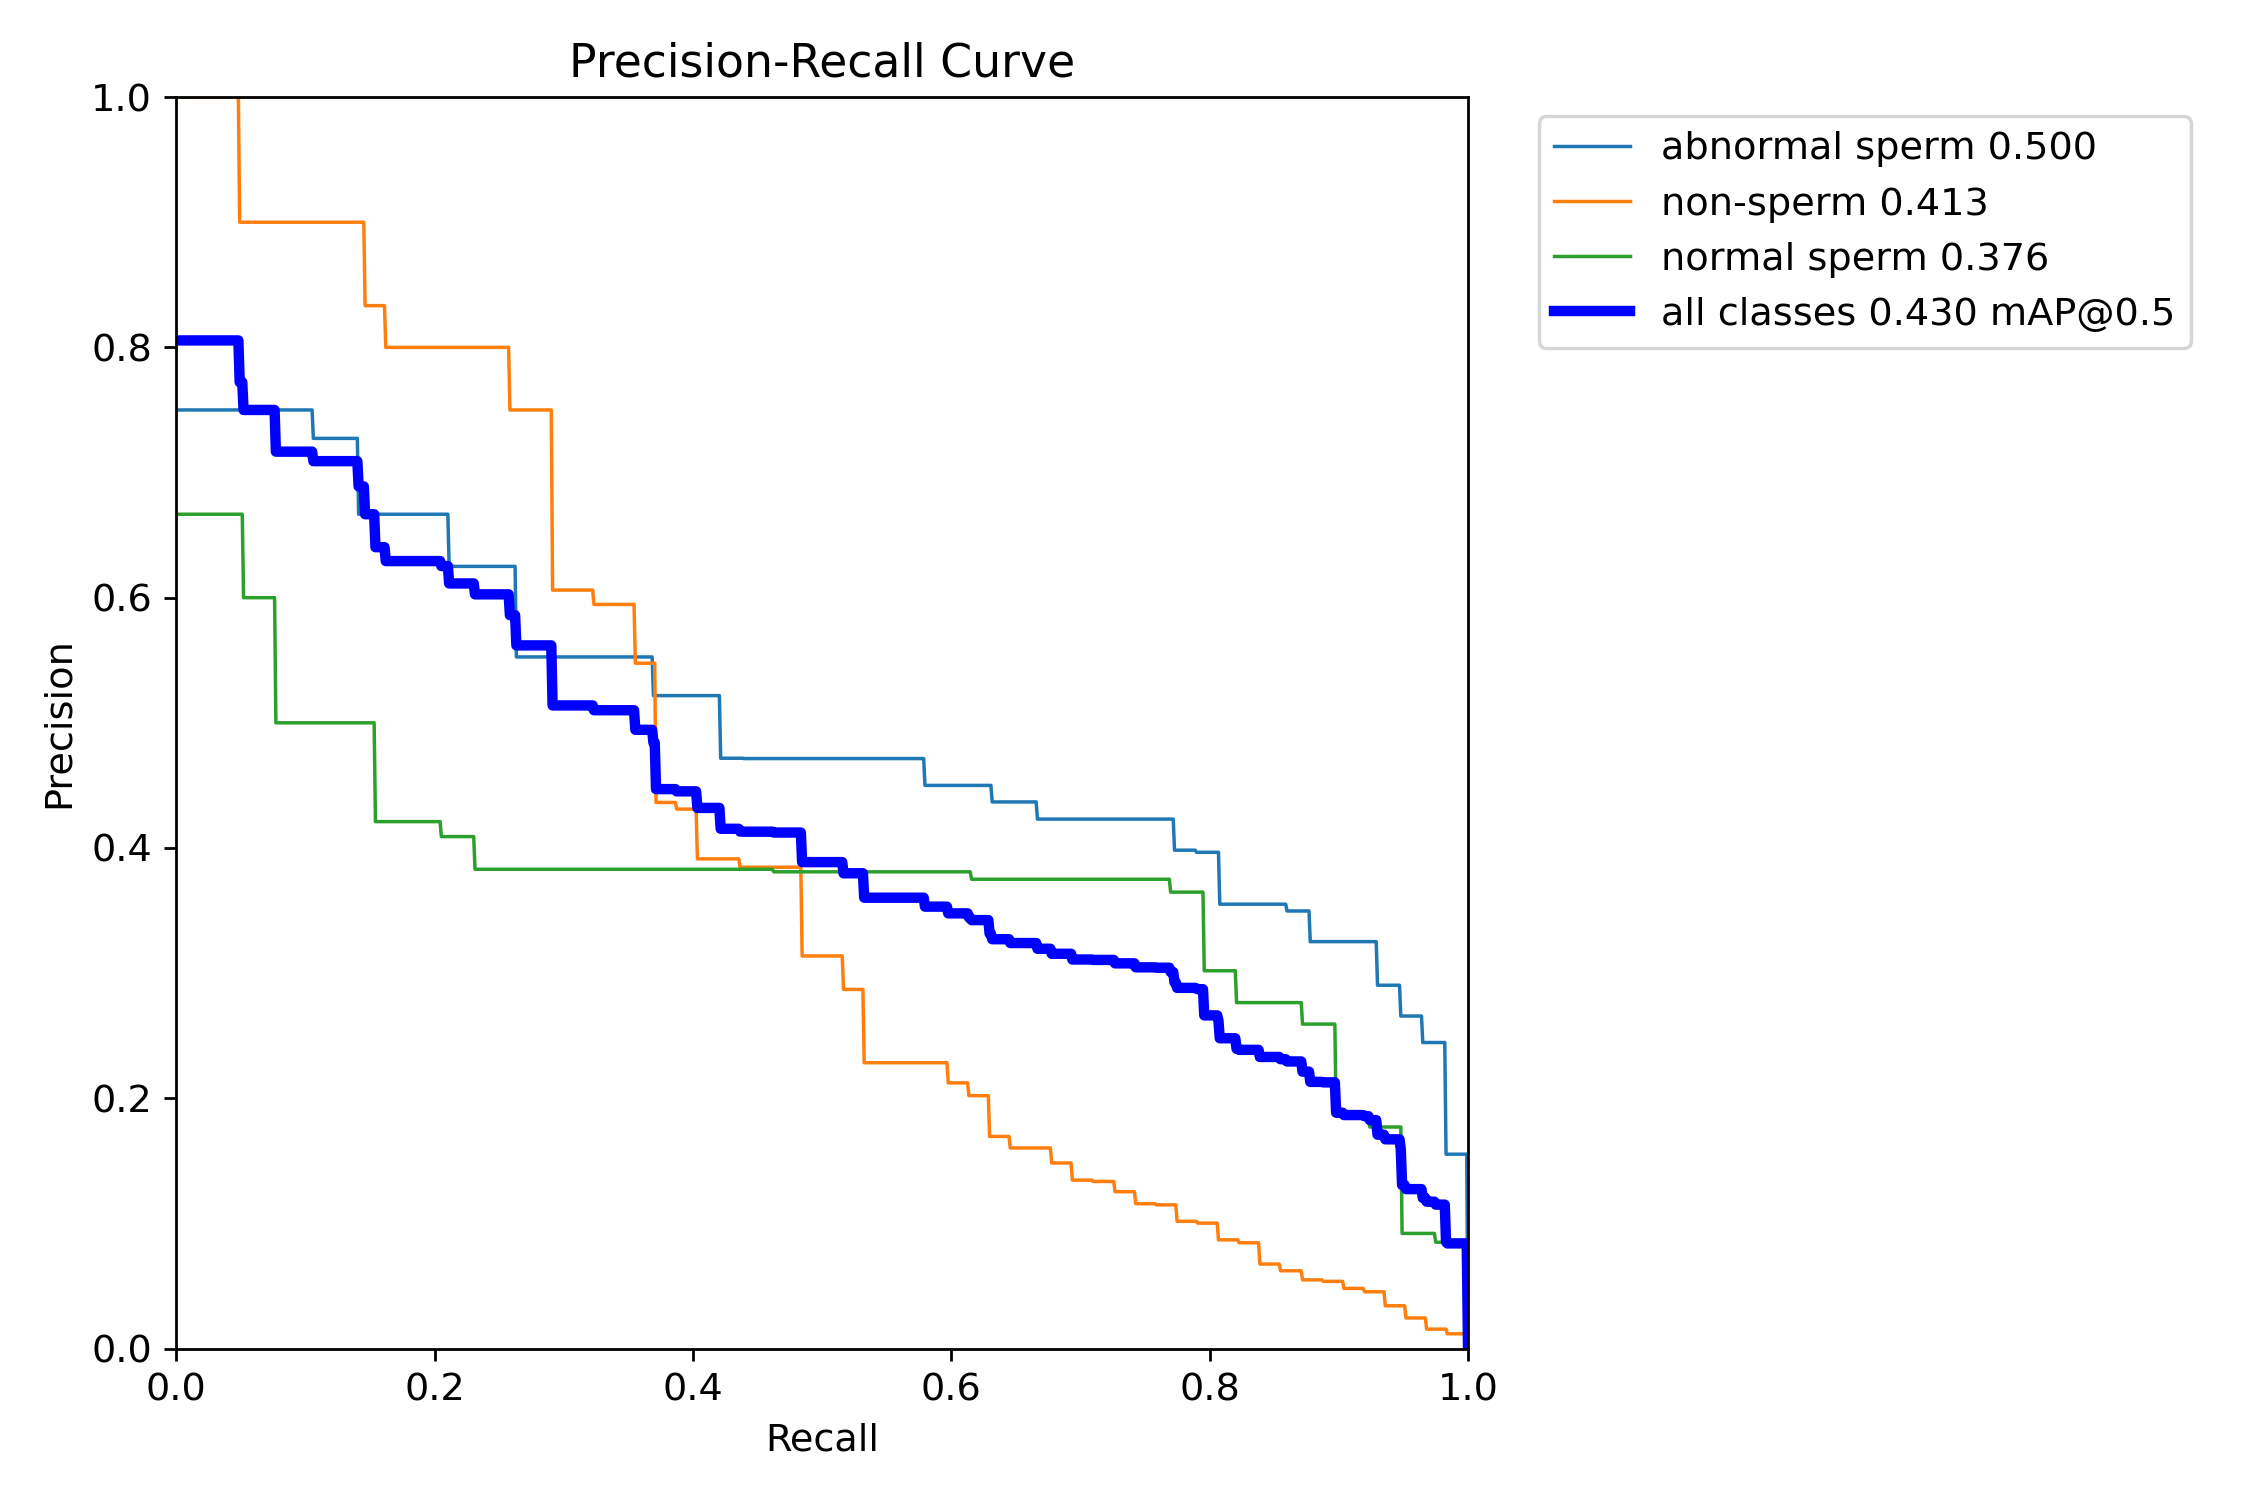 Precision-Recall Curve
abnormal sperm 0.500
non-sperm 0.413
normal sperm 0.376
all classes 0.430 mAP@0.5
Precision
1.0
0.8
0.6
0.4
0.2
0.0
0.0 0.2 0.4 0.6 0.8 1.0
Recall